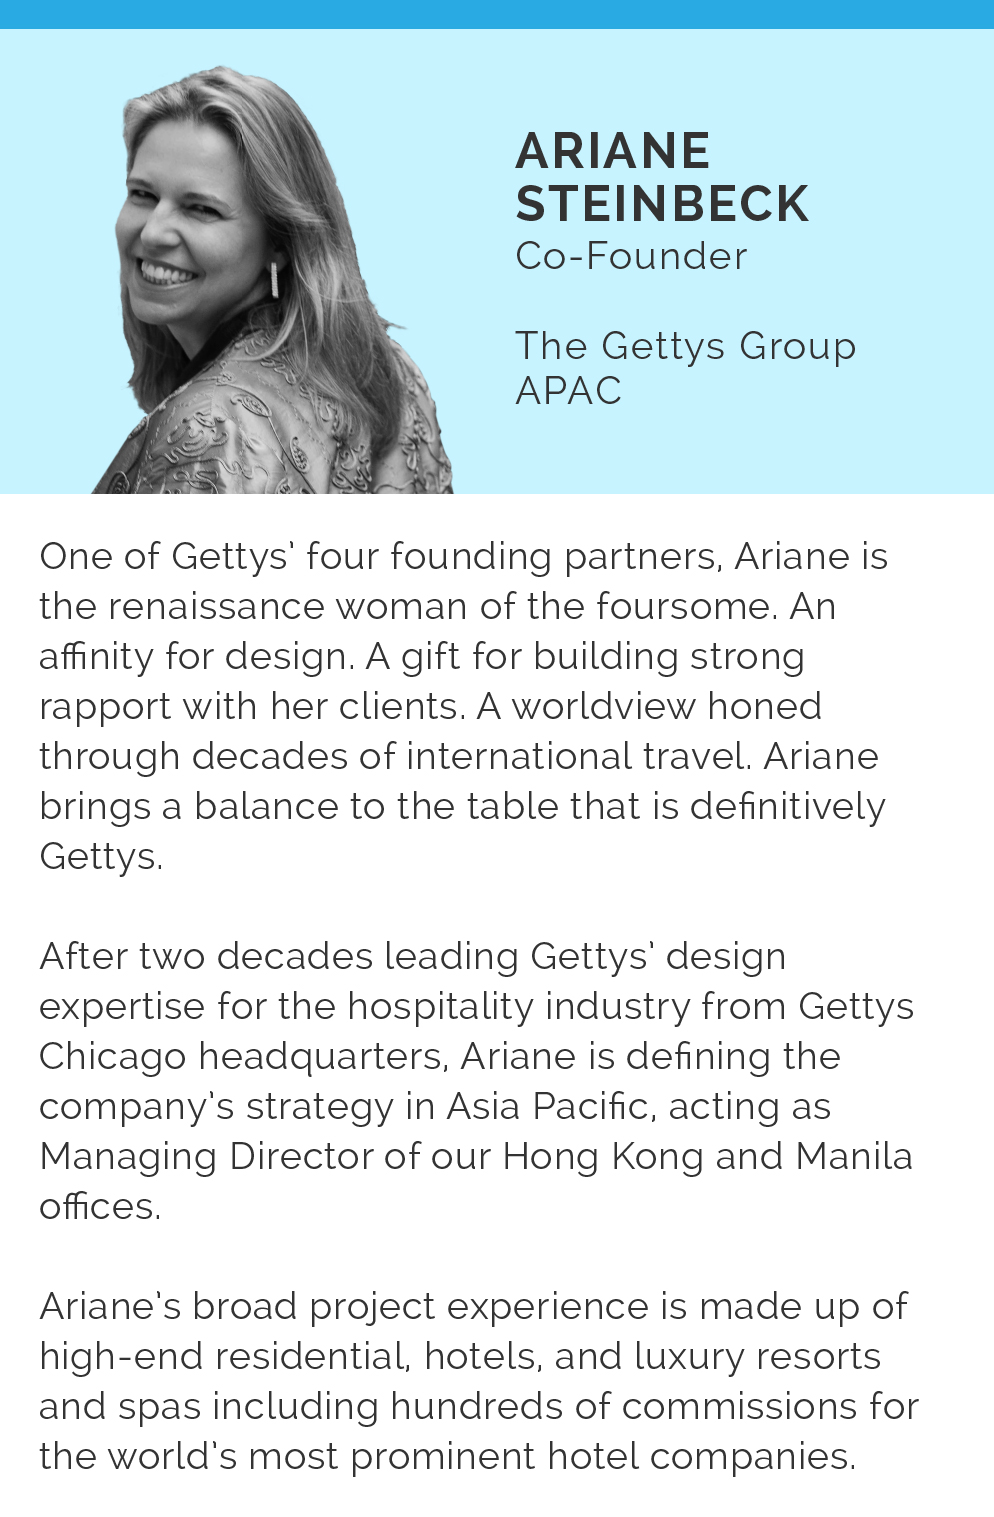 ARIANE
STEINBECK
Co-Founder
The Gettys Group
APAC
One of Gettys’ four founding partners, Ariane is
the renaissance woman of the foursome. An
affinity for design. A gift for building strong
rapport with her clients. A worldview honed
through decades of international travel. Ariane
brings a balance to the table that is definitively
Gettys.
After two decades leading Gettys’ design
expertise for the hospitality industry from Gettys
Chicago headquarters, Ariane is defining the
company’s strategy in Asia Pacific, acting as
Managing Director of our Hong Kong and Manila
offices.
Ariane’s broad project experience is made up of
high-end residential, hotels, and luxury resorts
and spas including hundreds of commissions for
the world’s most prominent hotel companies.